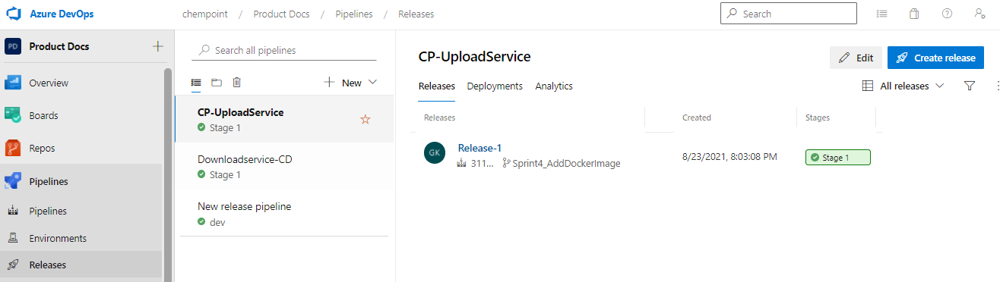 Azure DevOps
chempoint / Product Docs / Pipelines / Releases
Search
PD Product Docs
Overview
Boards
Repos
Pipelines
Pipelines
Environments
Releases
Search all pipelines
New
CP-UploadService
Stage 1
Downloadservice-CD
Stage 1
New release pipeline
dev
CP-UploadService
Edit
Create release
Releases Deployments Analytics
All releases
Releases Created Stages
GK Release-1
311... Sprint4_AddDockerImage
8/23/2021, 8:03:08 PM
Stage 1